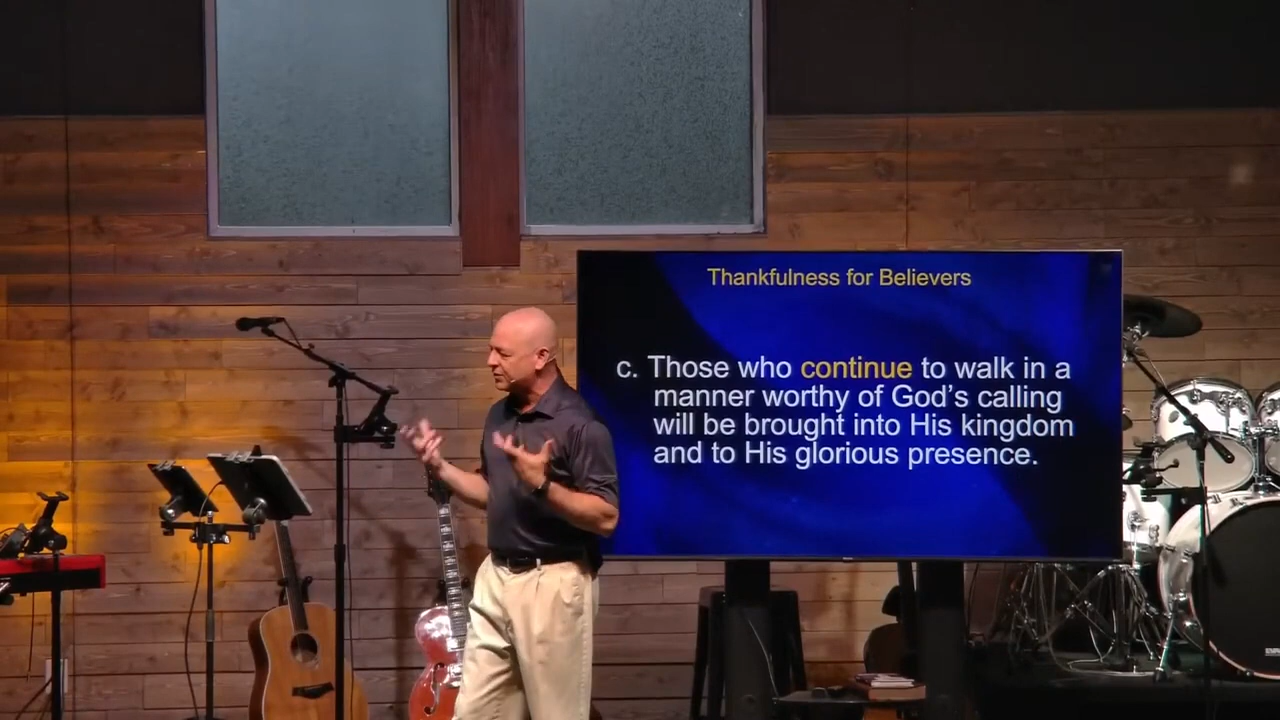 Thankfulness for Believers
c. Those who continue to walk in a
manner worthy of God's calling
will be brought into His kingdom
and to His glorious presence.